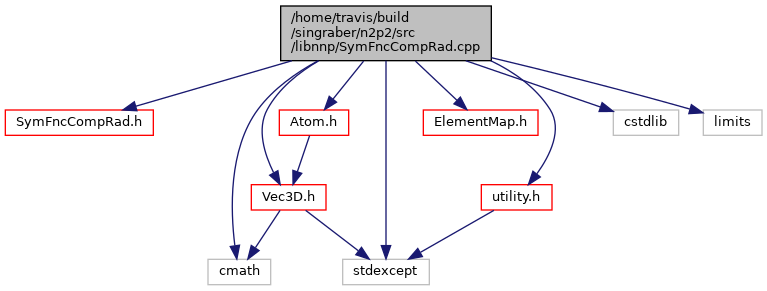 /home/travis/build
/singraber/n2p2/src
/libnnp/SymFncCompRad.cpp
SymFncCompRad.h
Atom.h
ElementMap.h
cstdlib
limits
Vec3D.h
utility.h
cmath
stdexcept